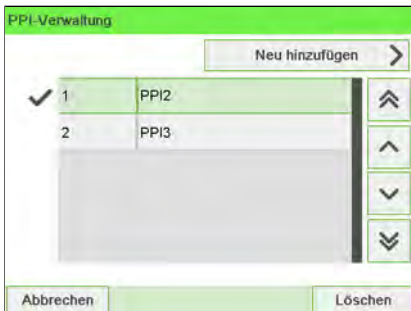 PPI-Verwaltung
Neu hinzufügen
1 PPI2
2 PPI3
Abbrechen
Löschen